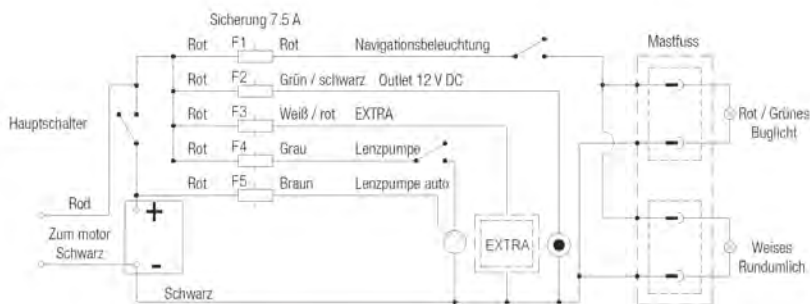 Sicherung 7.5 A
Rot F1 Rot Navigationsbeleuchtung
Mastfuss
Rot F2 Grün / schwarz Outlet 12 V DC
Rot F3 Weiß / rot EXTRA
Hauptschalter
Rot / Grünes
Buglicht
Rot F4 Grau Lenzpumpe
Rot F5 Braun Lenzpumpe auto
Rod
+
Zum motor
Schwarz
-
EXTRA
Weises
Rundumlich
Schwarz